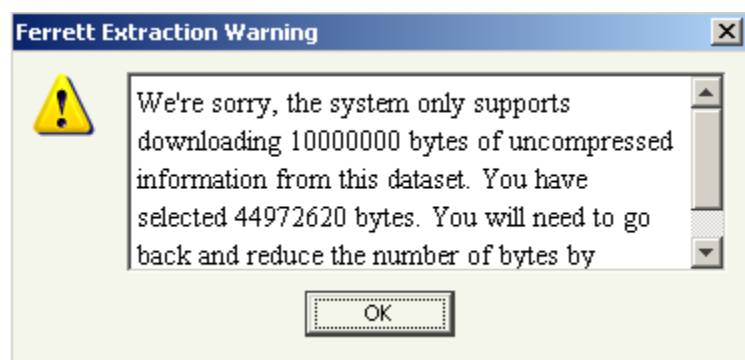 Ferrett Extraction Warning
We're sorry, the system only supports
downloading 10000000 bytes of uncompressed
information from this dataset. You have
selected 44972620 bytes. You will need to go
back and reduce the number of bytes by
OK